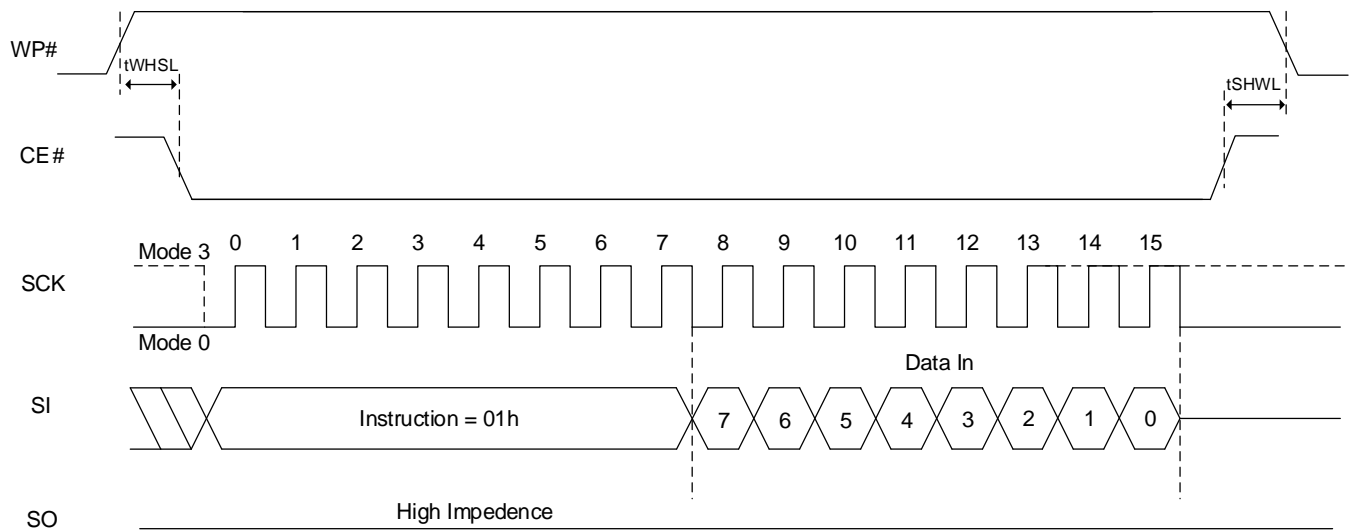 WP#
tWHSL
tSHWL
CE#
Mode 3
0 1 2 3 4 5 6 7 8 9 10 11 12 13 14 15
SCK
Mode 0
Data In
SI
Instruction = 01h
7 6 5 4 3 2 1 0
High Impedence
SO